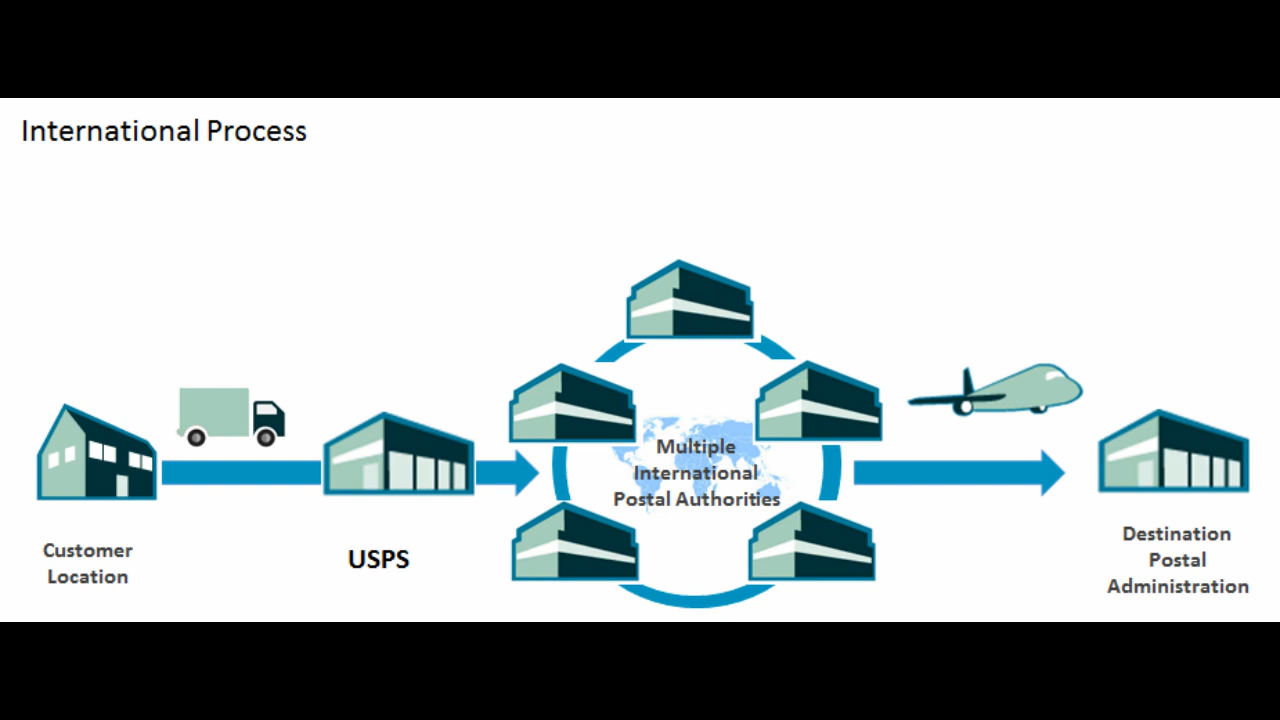 International Process
Multiple
International
Postal Authorities
Customer
Location
USPS
Destination
Postal
Administration